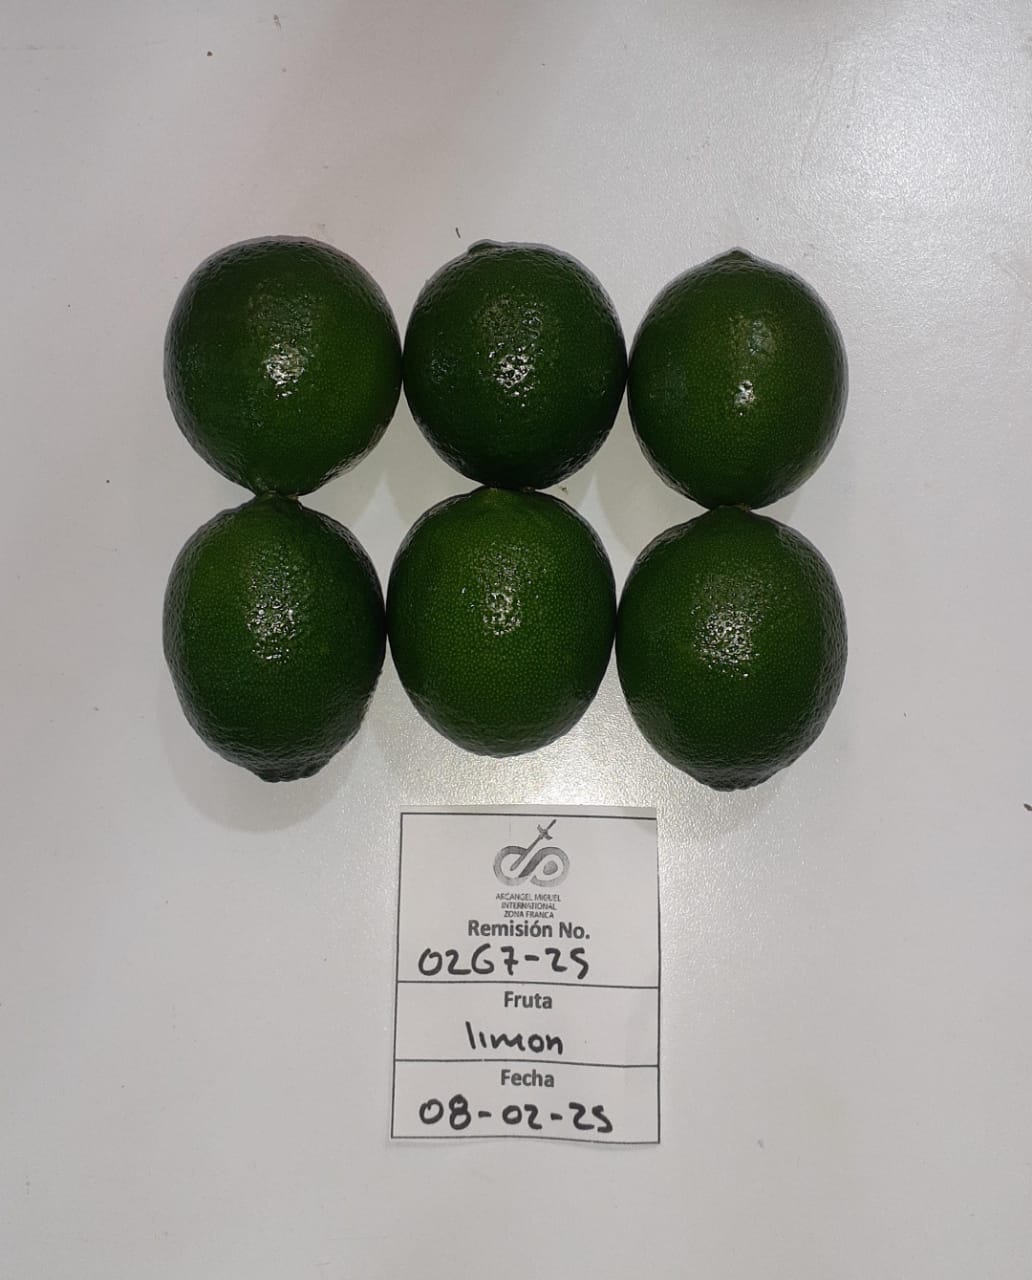 ARCANGEL MIGUEL
INTERNATIONAL
ZONA FRANCA
Remisión No.
0267-25
Fruta
limon
Fecha
08-02-25